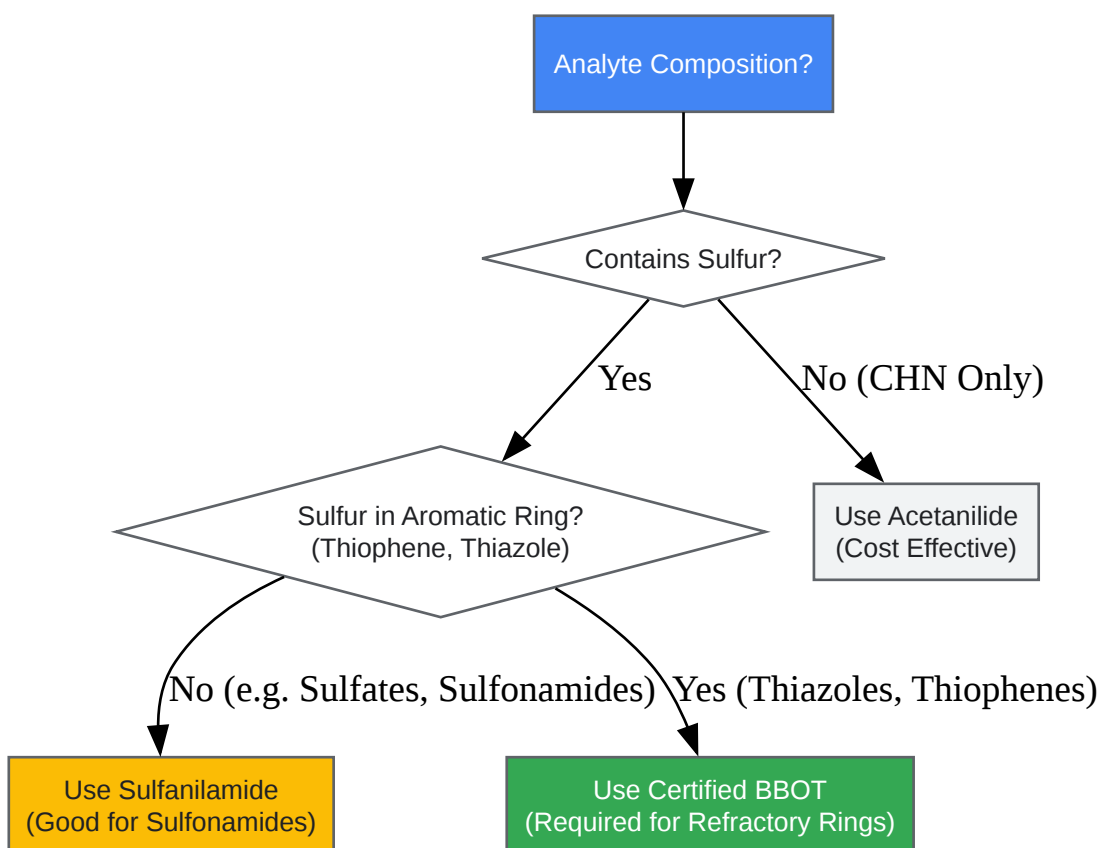 Analyte Composition?
Contains Sulfur?
Yes
No (CHN Only)
Sulfur in Aromatic Ring?
(Thiophene, Thiazole)
Use Acetanilide
(Cost Effective)
No (e.g. Sulfates, Sulfonamides)
Yes (Thiazoles, Thiophenes)
Use Sulfanilamide
(Good for Sulfonamides)
Use Certified BBOT
(Required for Refractory Rings)